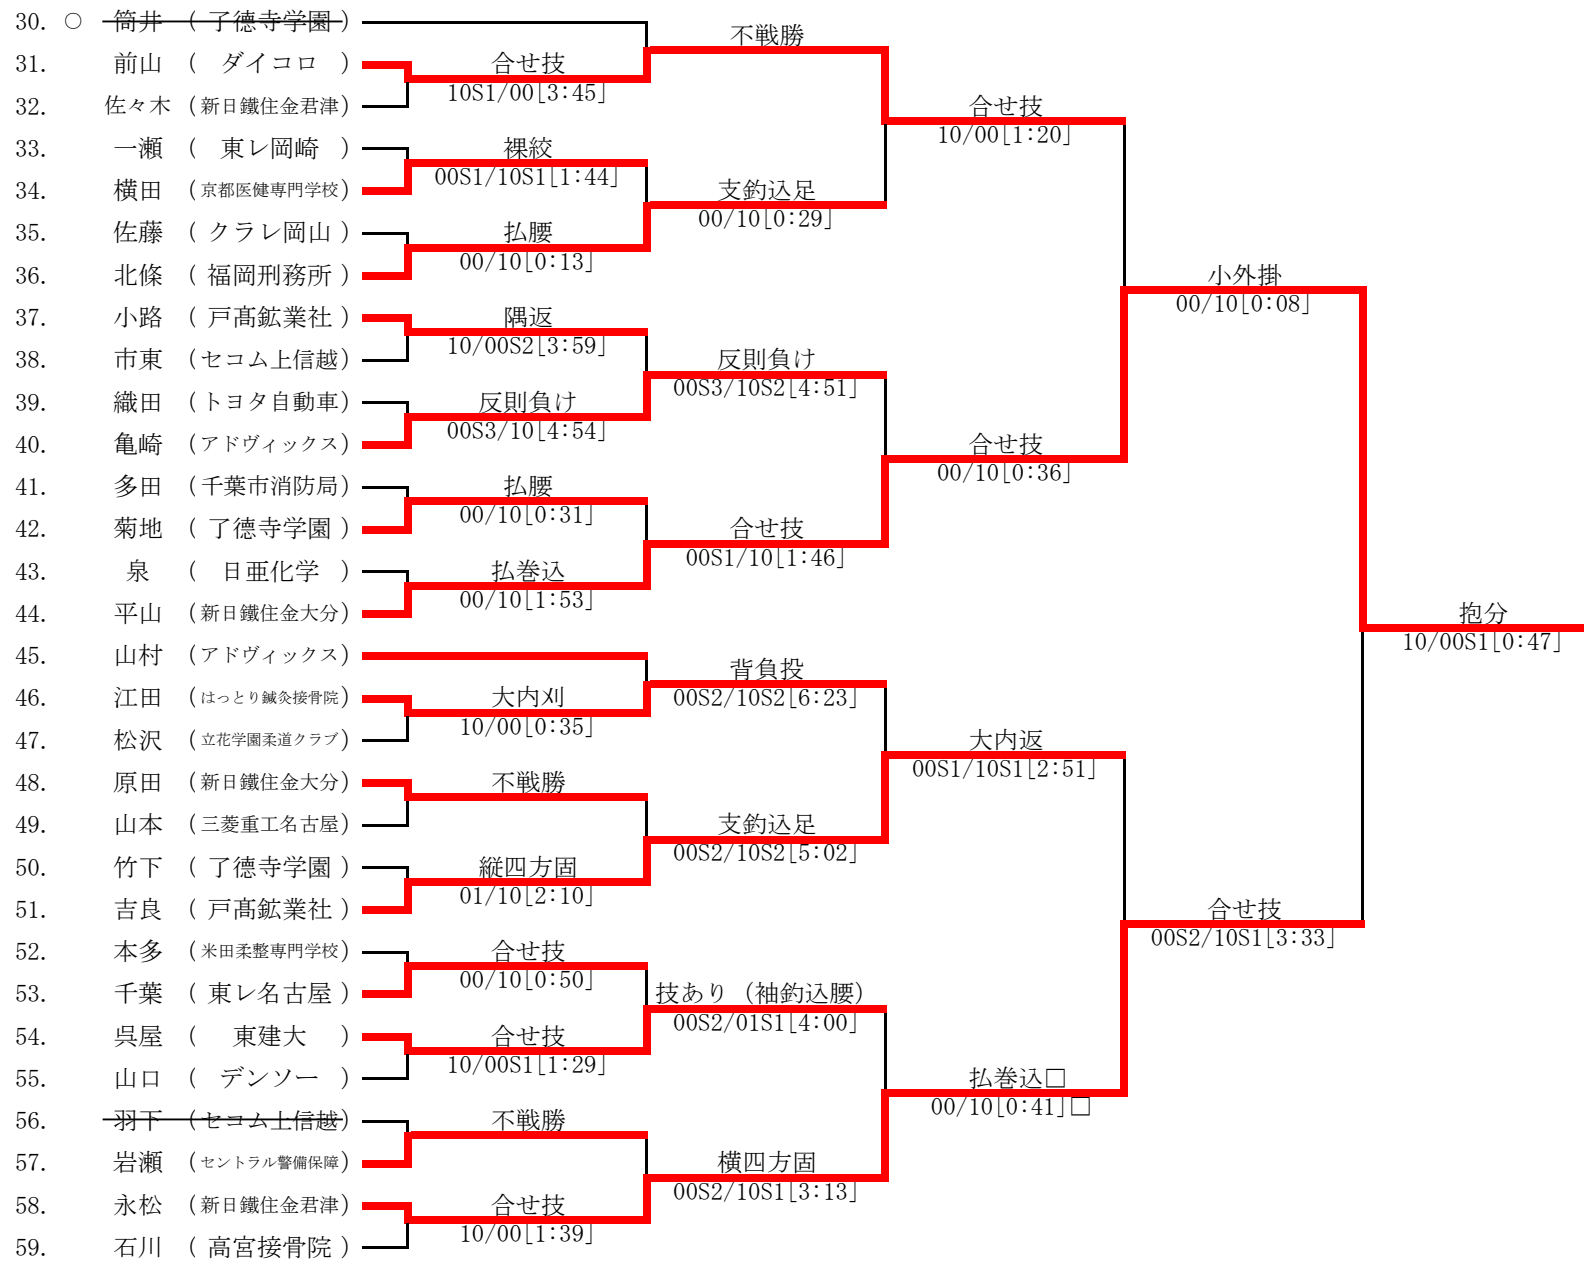 30. ○ 筒井 ( 了徳寺学園 )
31. 前山 ( ダイコロ )
32. 佐々木 (新日鐵住金君津)
33. 一瀬 ( 東レ岡崎 )
34. 横田 (京都医健専門学校)
35. 佐藤 ( クラレ岡山 )
36. 北條 ( 福岡刑務所 )
37. 小路 ( 戸髙鉱業社 )
38. 市東 (セコム上信越)
39. 織田 (トヨタ自動車)
40. 亀崎 (アドヴィックス)
41. 多田 (千葉市消防局)
42. 菊地 ( 了徳寺学園 )
43. 泉 ( 日亜化学 )
44. 平山 (新日鐵住金大分)
45. 山村 (アドヴィックス)
46. 江田 (はっとり鍼灸接骨院)
47. 松沢 (立花学園柔道クラブ)
48. 原田 (新日鐵住金大分)
49. 山本 (三菱重工名古屋)
50. 竹下 ( 了徳寺学園 )
51. 吉良 ( 戸髙鉱業社 )
52. 本多 (米田柔整専門学校)
53. 千葉 ( 東レ名古屋 )
54. 呉屋 ( 東建大 )
55. 山口 ( デンソー )
56. 羽下 (セコム上信越)
57. 岩瀬 (セントラル警備保障)
58. 永松 (新日鐵住金君津)
59. 石川 ( 高宮接骨院 )
合せ技
10S1/00[3:45]
裸絞
00S1/10S1[1:44]
払腰
00/10[0:13]
隅返
10/00S2[3:59]
反則負け
00S3/10[4:54]
払腰
00/10[0:31]
払巻込
00/10[1:53]
大内刈
10/00[0:35]
不戦勝
縦四方固
01/10[2:10]
合せ技
00/10[0:50]
合せ技
10/00S1[1:29]
不戦勝
合せ技
10/00[1:39]
不戦勝
支釣込足
00/10[0:29]
反則負け
00S3/10S2[4:51]
合せ技
00S1/10[1:46]
背負投
00S2/10S2[6:23]
支釣込足
00S2/10S2[5:02]
技あり（袖釣込腰）
00S2/01S1[4:00]
横四方固
00S2/10S1[3:13]
合せ技
10/00[1:20]
合せ技
00/10[0:36]
大内返
00S1/10S1[2:51]
払巻込□
00/10[0:41]□
小外掛
00/10[0:08]
合せ技
00S2/10S1[3:33]
抱分
10/00S1[0:47]